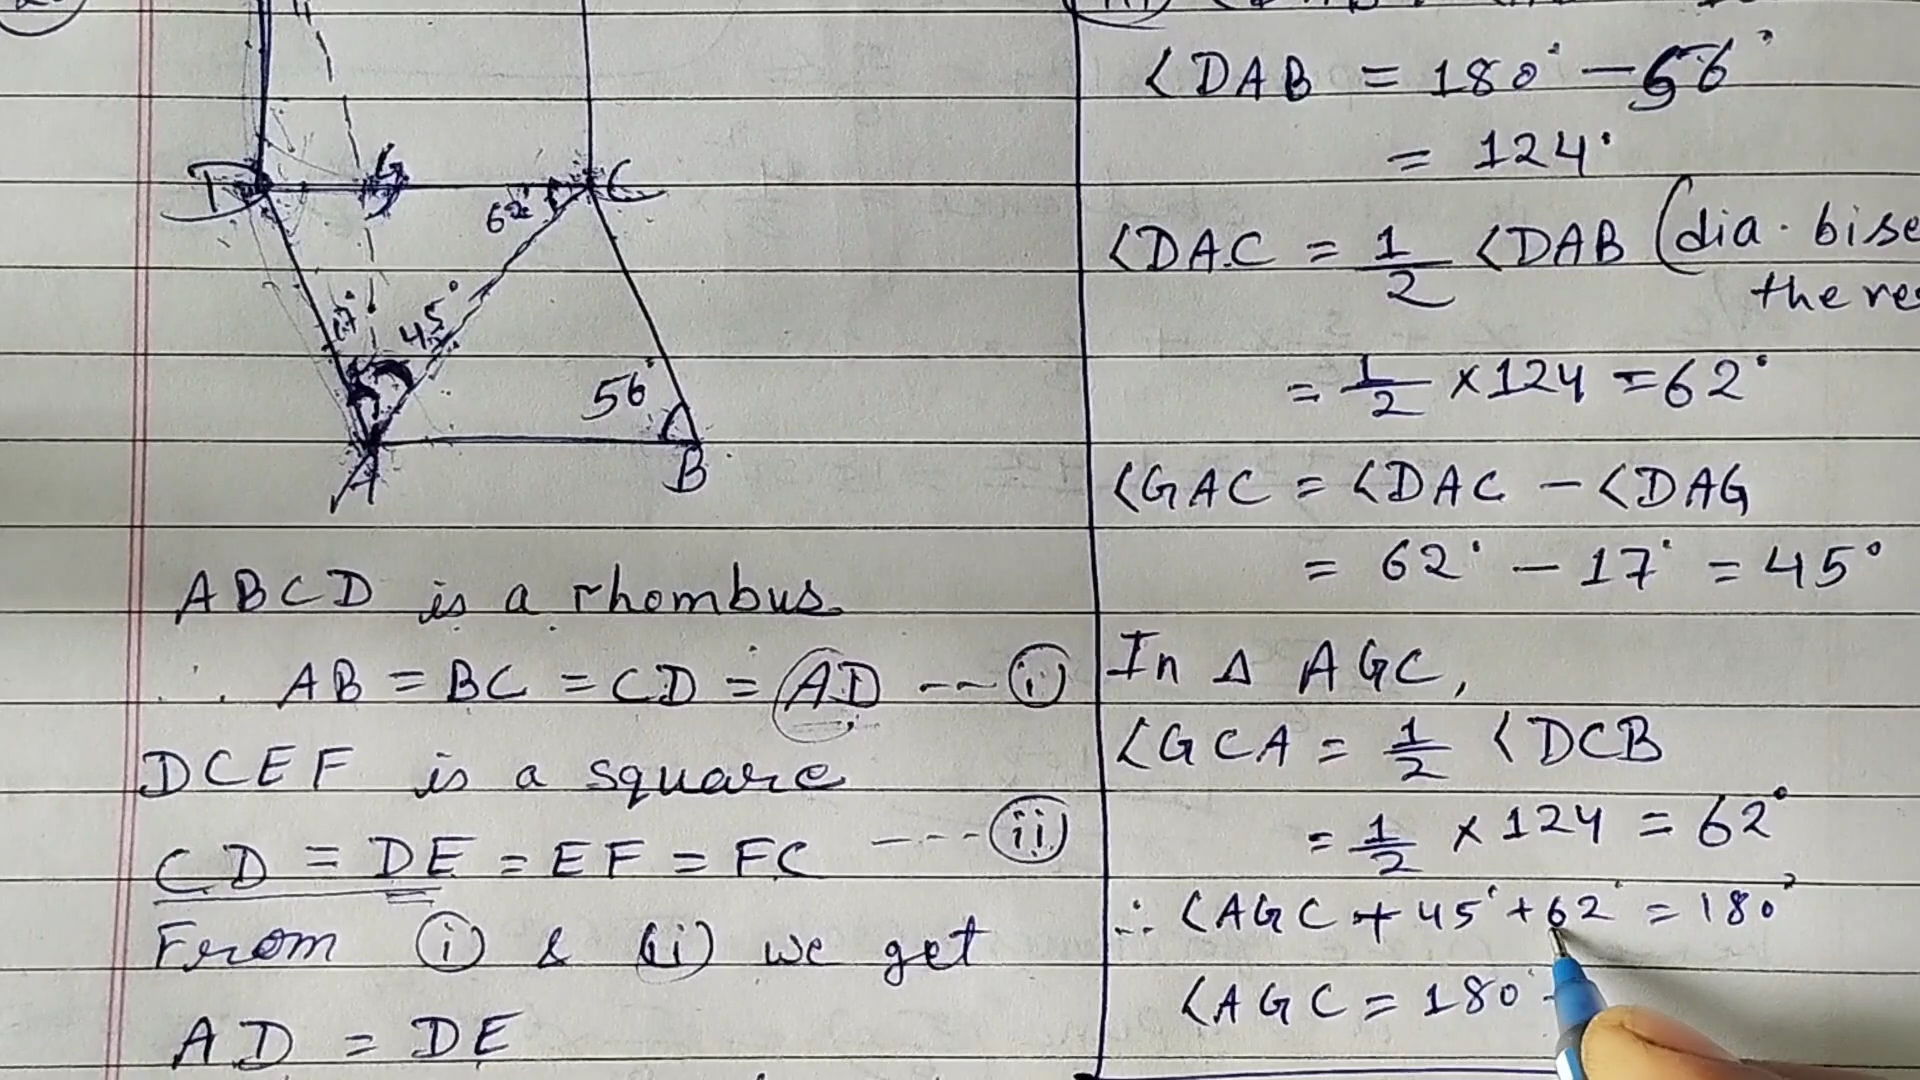 G
C
62°
17°
45°
56°
A
B
ABCD is a rhombus
∴ AB = BC = CD = AD --- (i)
DCEF is a square
CD = DE = EF = FC ---- (ii)
From (i) & (ii) we get
AD = DE
<DAB = 180° - 56°
= 124°
<DAC = 1/2 <DAB (dia. bise
the
= 1/2 × 124 = 62°
<GAC = <DAC - <DAG
= 62° - 17° = 45°
In Δ AGC,
<GCA = 1/2 <DCB
= 1/2 × 124 = 62°
∴ <AGC + 45° + 62° = 180°
<AGC = 180° -